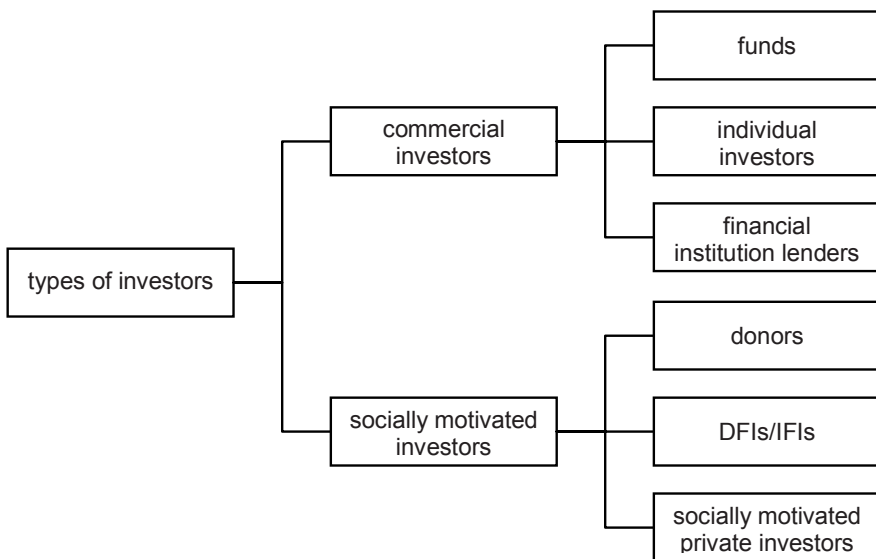 funds
commercial
investors
individual
investors
financial
institution lenders
types of investors
donors
socially motivated
investors
DFIs/IFIs
socially motivated
private investors